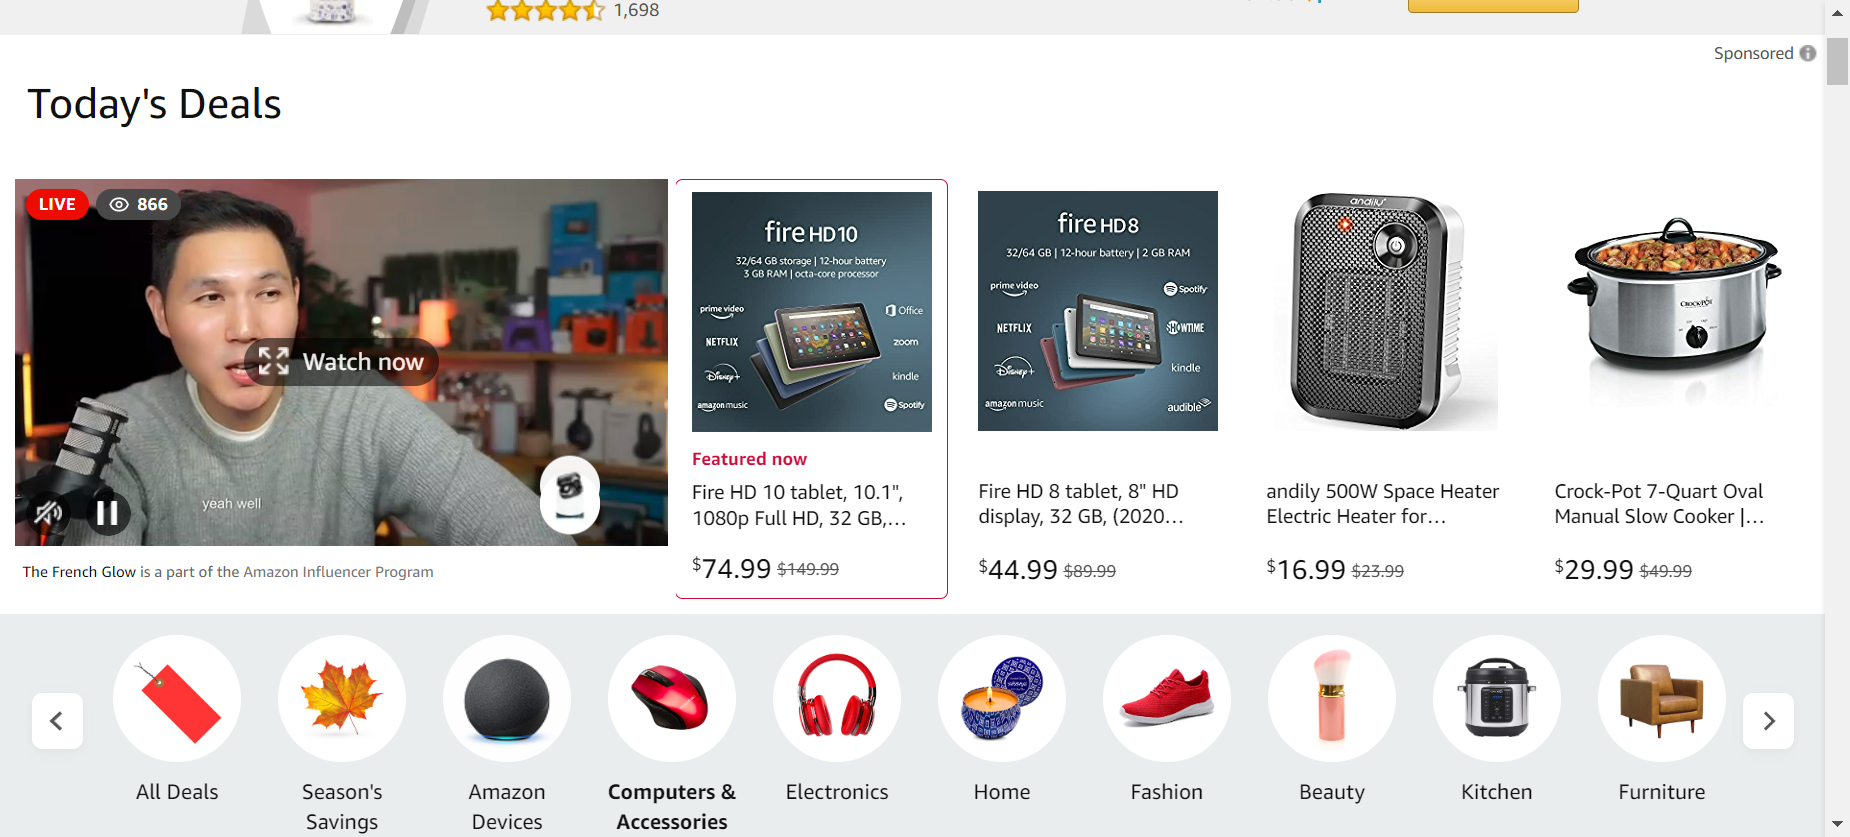 1,698
Sponsored
Today's Deals
LIVE
866
Watch now
yeah well
The French Glow is a part of the Amazon Influencer Program
fire HD10
32/64 GB storage | 12-hour battery
3 GB RAM | octa-core processor
prime video
Office
NETFLIX
zoom
Disney+
kindle
amazon music
Spotify
Featured now
Fire HD 10 tablet, 10.1",
1080p Full HD, 32 GB,...
$74.99 $149.99
fire HD8
32/64 GB | 12-hour battery | 2 GB RAM
prime video
Spotify
NETFLIX
SHOWTIME
Disney+
kindle
amazon music
audible
Fire HD 8 tablet, 8" HD
display, 32 GB, (2020...
$44.99 $89.99
andily
andily 500W Space Heater
Electric Heater for...
$16.99 $23.99
CROCK-POT
Crock-Pot 7-Quart Oval
Manual Slow Cooker |...
$29.99 $49.99
All Deals
Season's
Savings
Amazon
Devices
Computers &
Accessories
Electronics
Home
Fashion
Beauty
Kitchen
Furniture